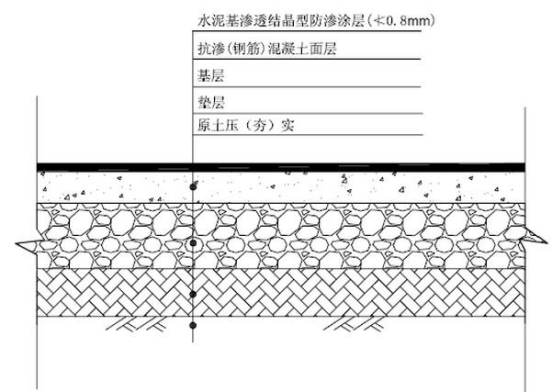 水泥基渗透结晶型防渗涂层(≮0.8mm)
抗渗(钢筋)混凝土面层
基层
垫层
原土压（夯）实